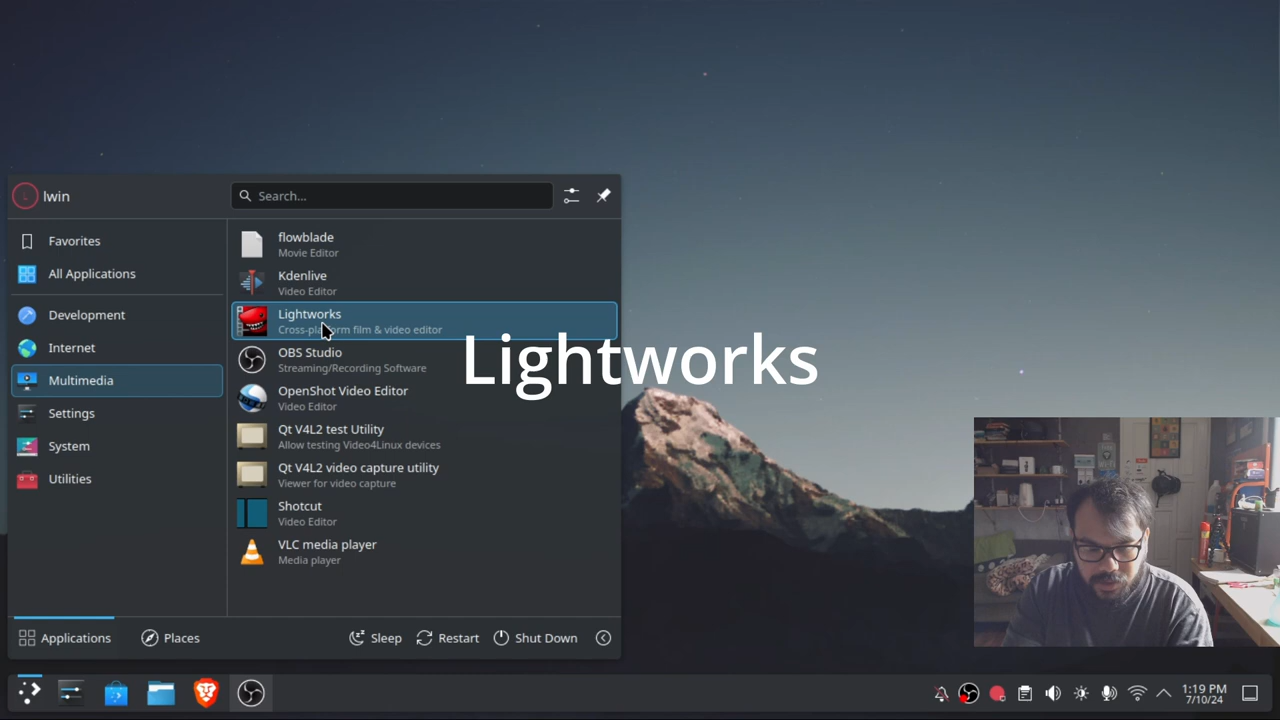 lwin
Search...
Favorites
All Applications
Development
Internet
Multimedia
Settings
System
Utilities
flowblade
Movie Editor
Kdenlive
Video Editor
Lightworks
Cross-platform film & video editor
OBS Studio
Streaming/Recording Software
OpenShot Video Editor
Video Editor
Qt V4L2 test Utility
Allow testing Video4Linux devices
Qt V4L2 video capture utility
Viewer for video capture
Shotcut
Video Editor
VLC media player
Media player
Lightworks
Applications
Places
Sleep
Restart
Shut Down
1:19 PM
7/10/24